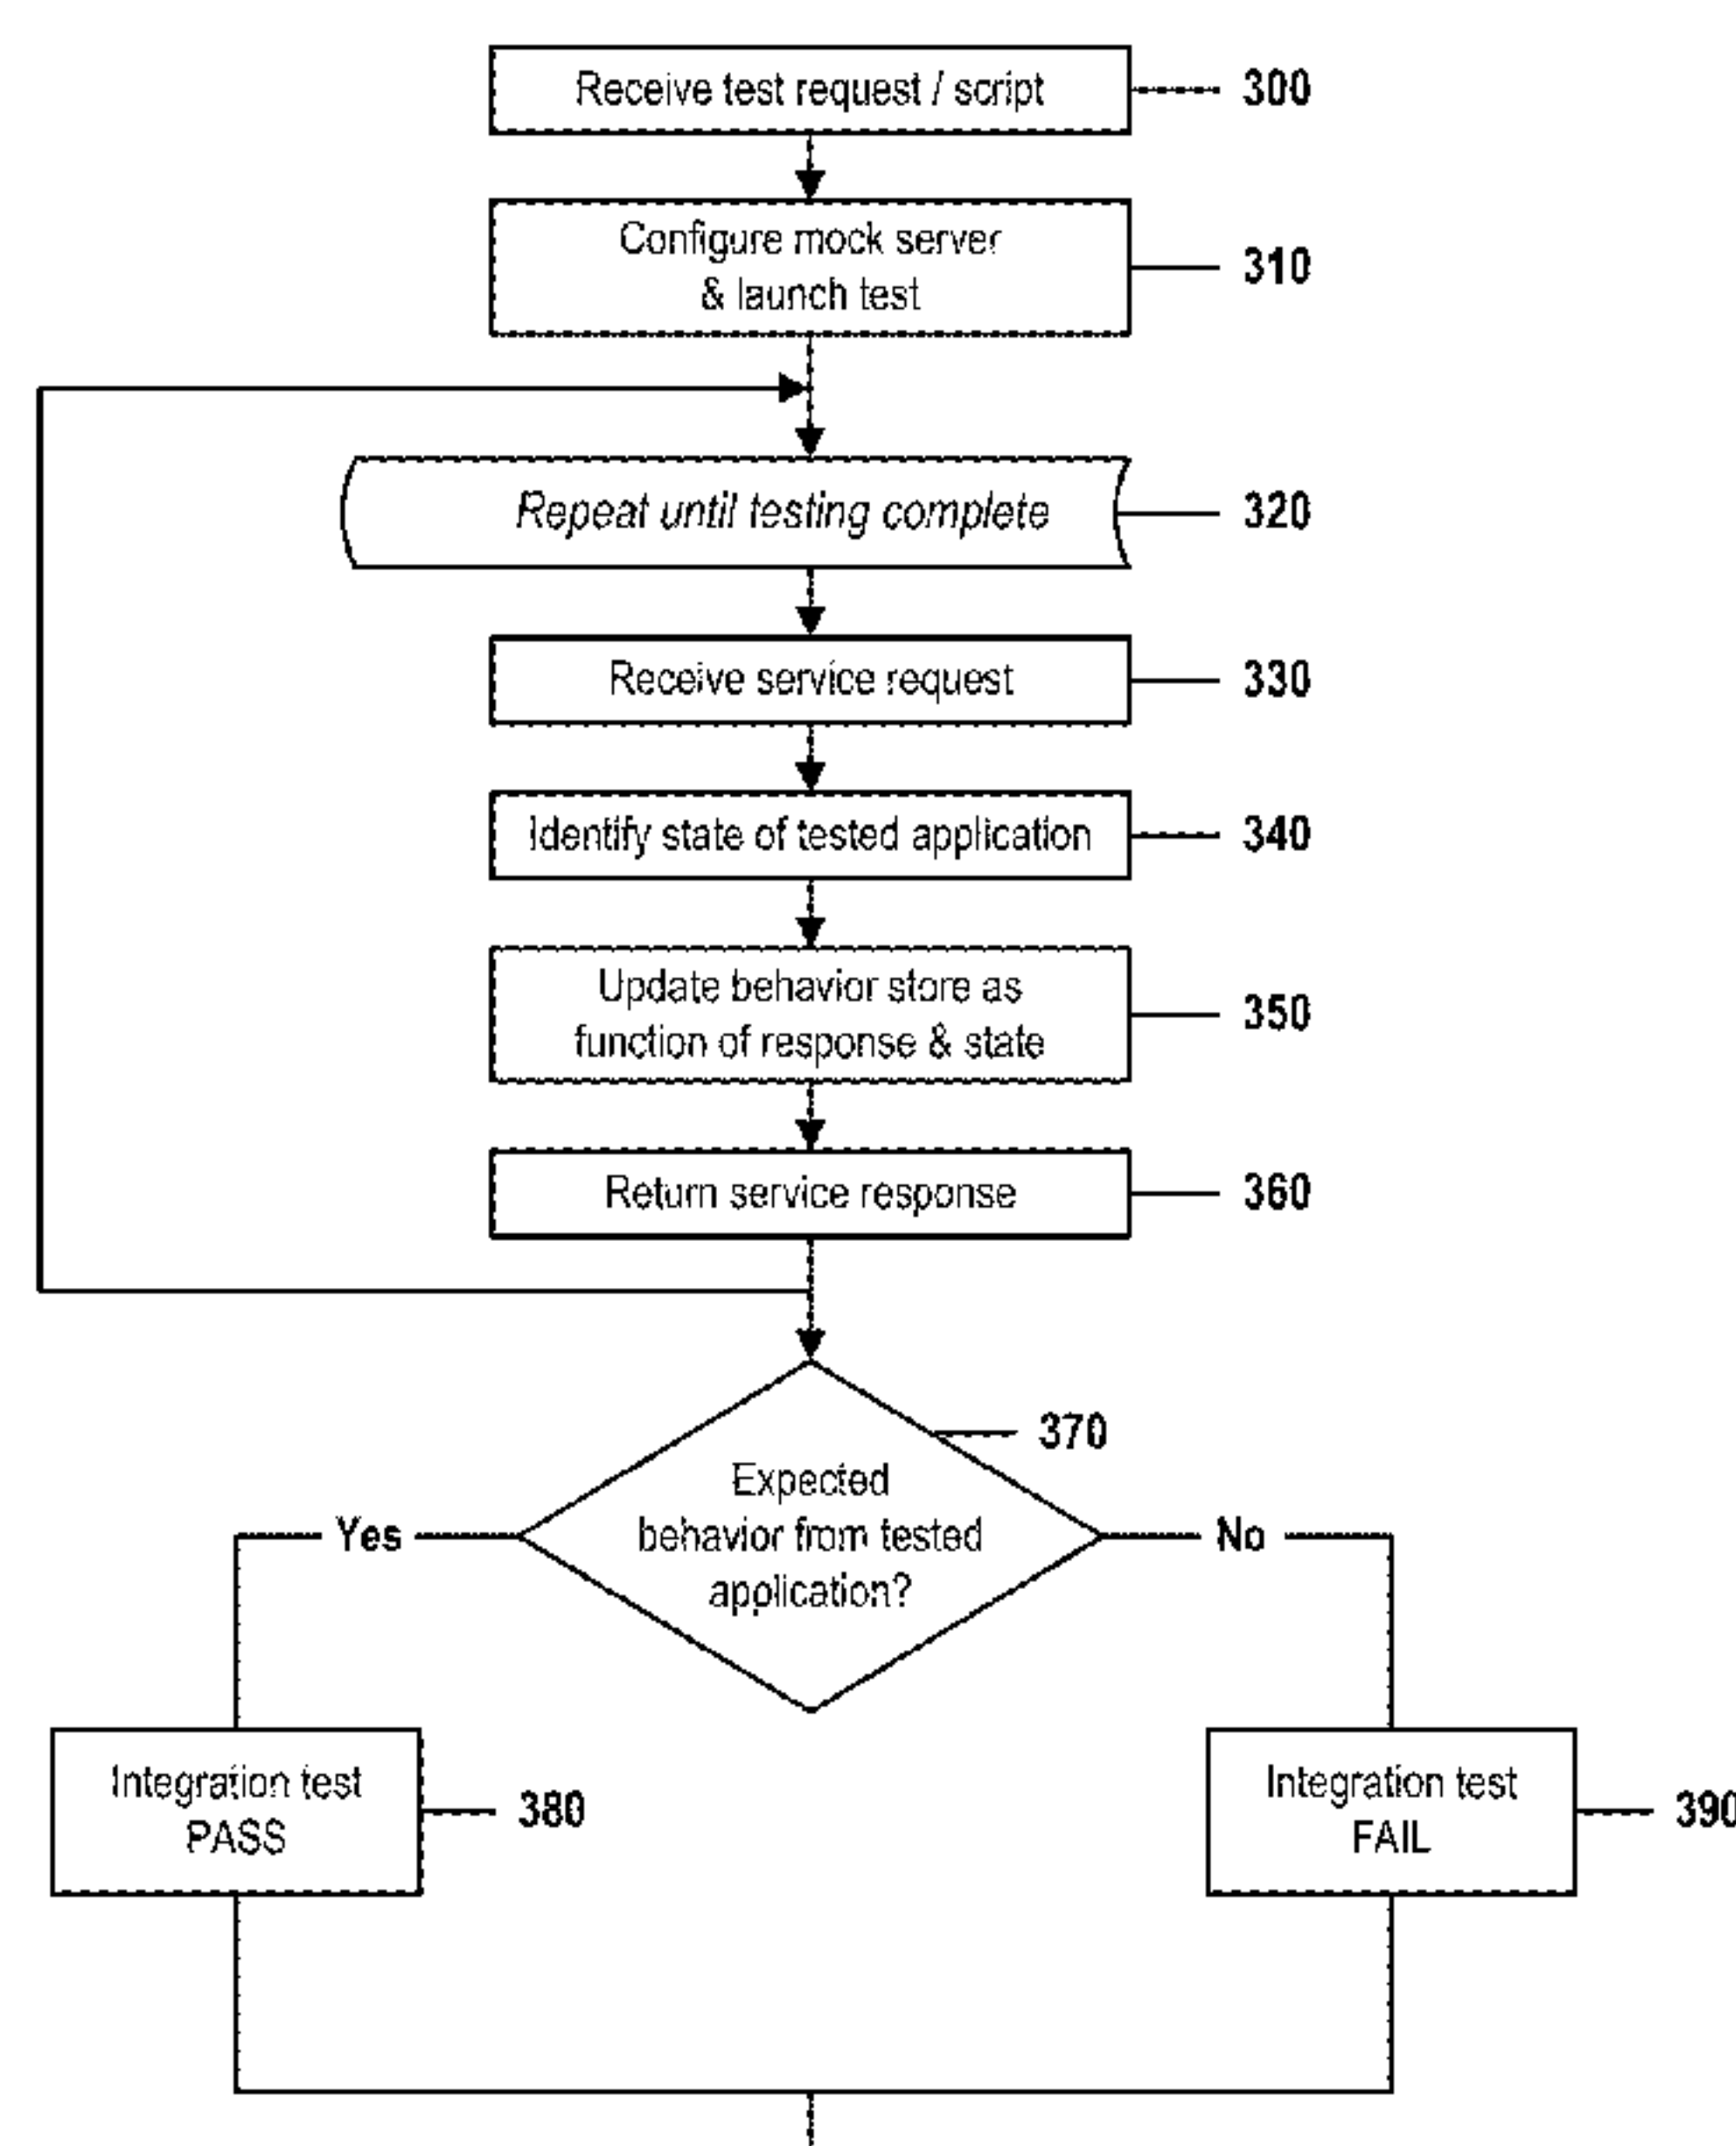 Receive test request / script
300
Configure mock server
& launch test
310
Repeat until testing complete
320
Receive service request
330
Identify state of tested application
340
Update behavior store as
function of response & state
350
Return service response
360
370
Expected
behavior from tested
application?
Yes
No
Integration test
PASS
380
Integration test
FAIL
390